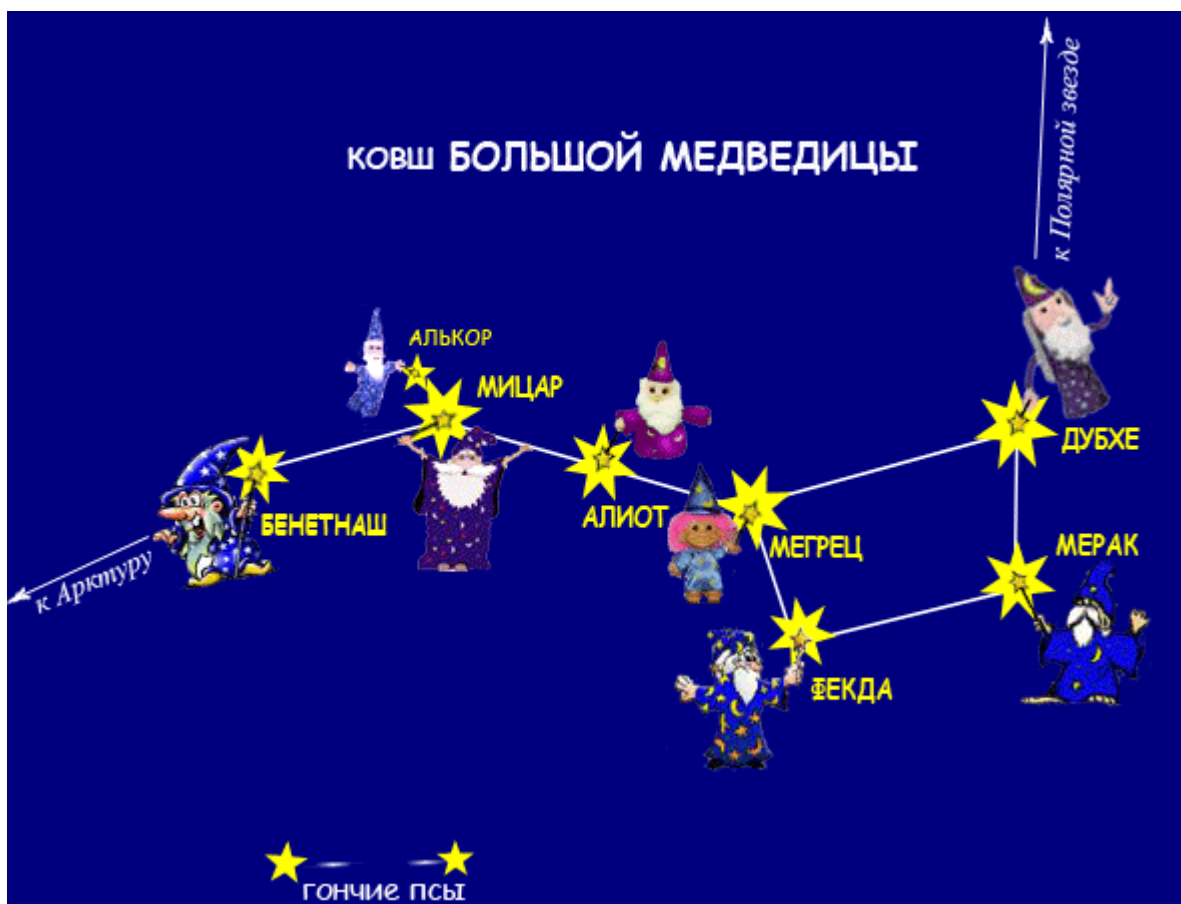 к Полярной звезде
ковш БОЛЬШОЙ МЕДВЕДИЦЫ
АЛЬКОР
МИЦАР
ДУБХЕ
БЕНЕТНАШ
АЛИОТ
МЕГРЕЦ
МЕРАК
к Арктуру
ФЕКДА
гончие псы